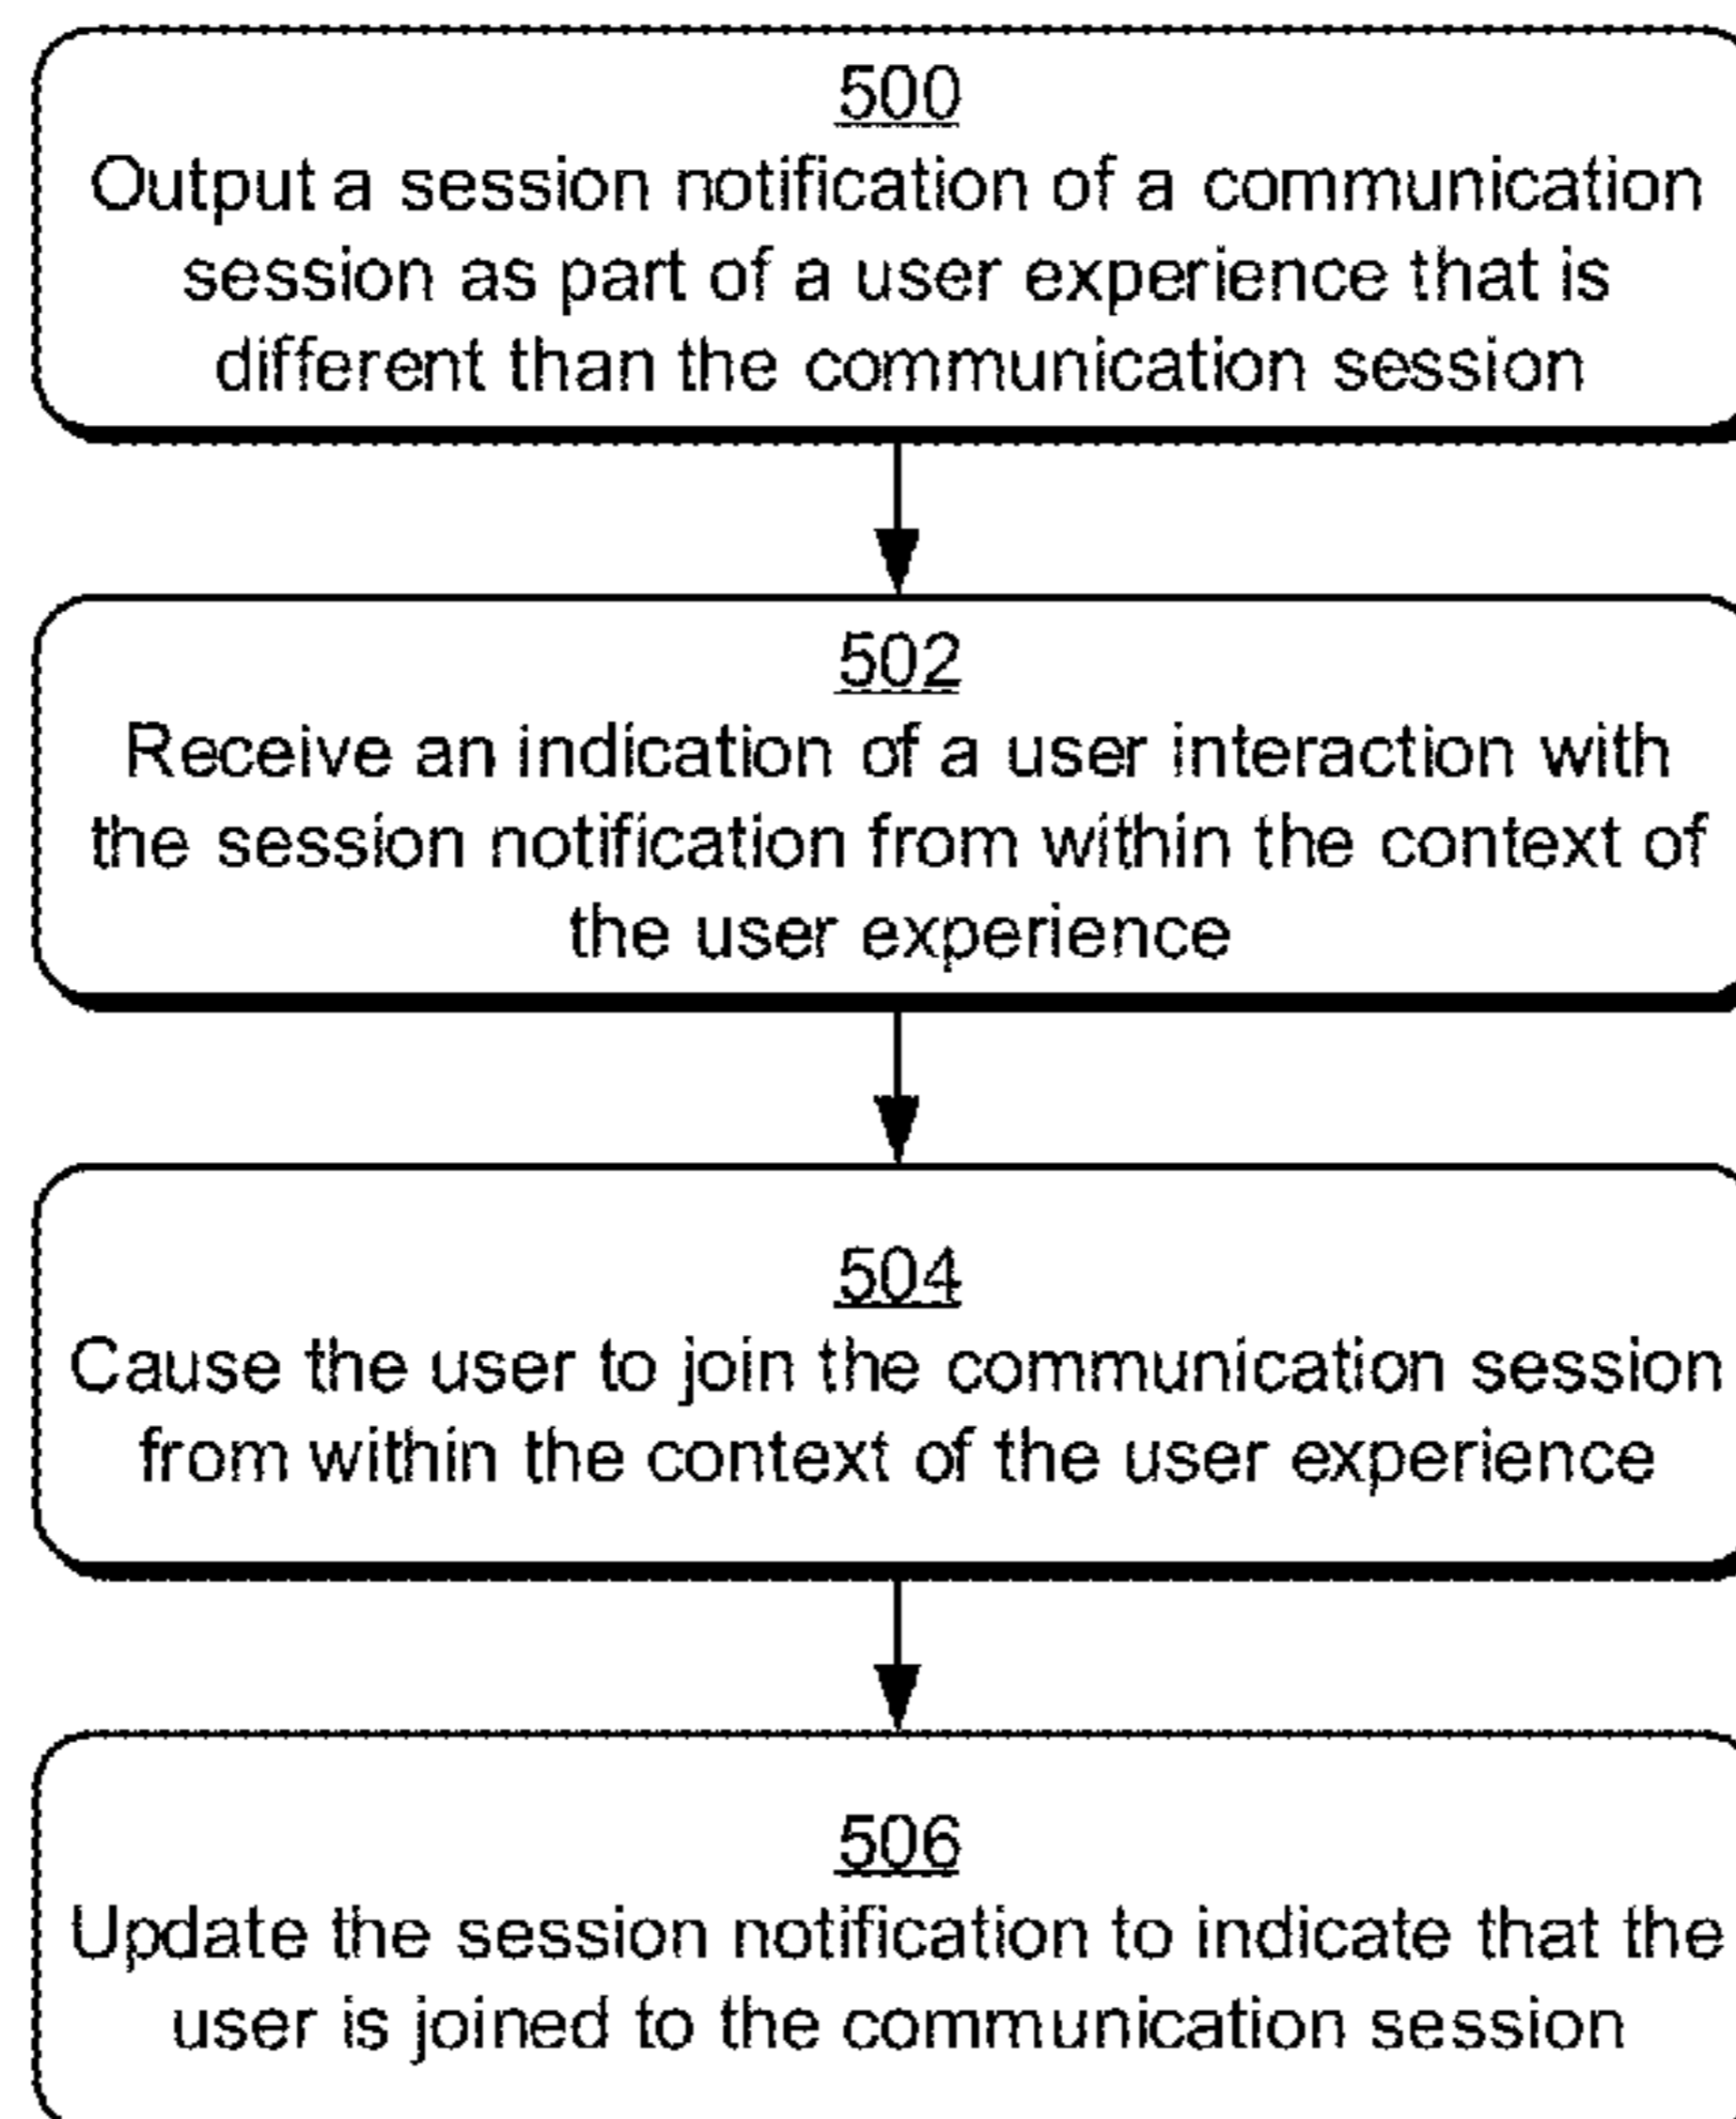 500
Output a session notification of a communication
session as part of a user experience that is
different than the communication session
502
Receive an indication of a user interaction with
the session notification from within the context of
the user experience
504
Cause the user to join the communication session
from within the context of the user experience
506
Update the session notification to indicate that the
user is joined to the communication session